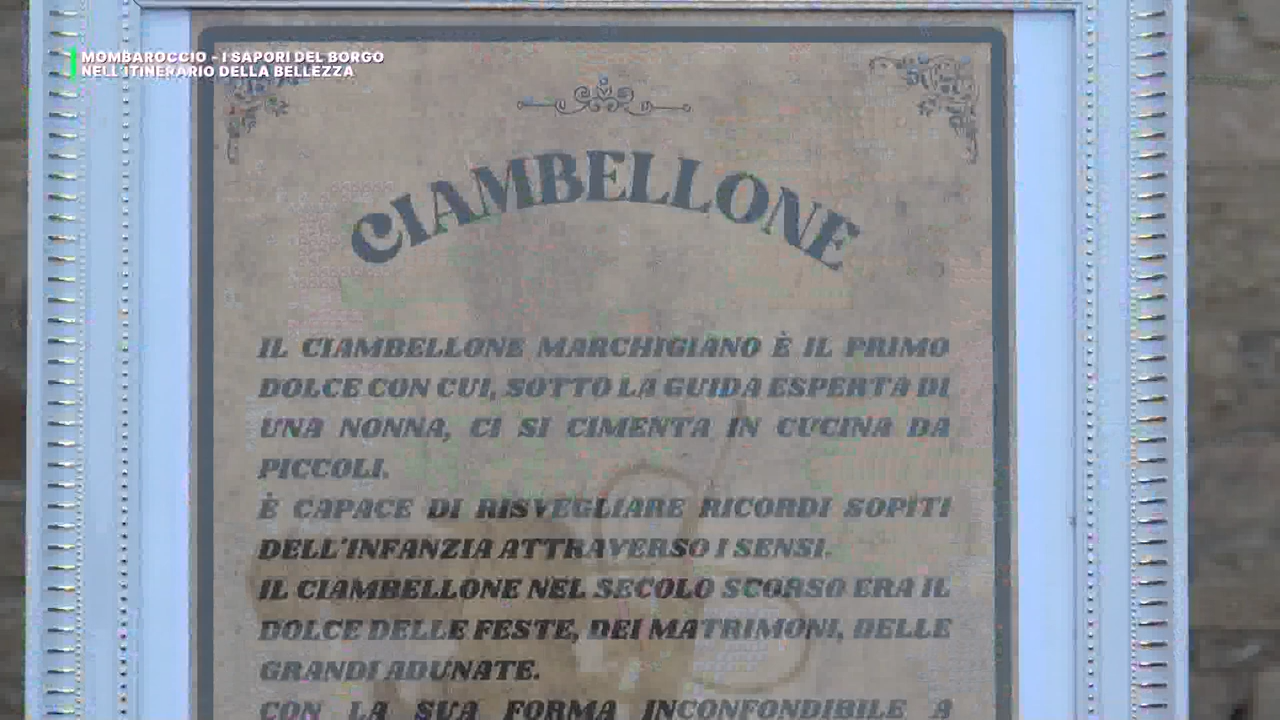 MOMBAROCCIO - I SAPORI DEL BORGO
NELL'ITINERARIO DELLA BELLEZZA
CIAMBELLONE
IL CIAMBELLONE MARCHIGIANO È IL PRIMO
DOLCE CON CUI, SOTTO LA GUIDA ESPERTA DI
UNA NONNA, CI SI CIMENTA IN CUCINA DA
PICCOLI.
È CAPACE DI RISVEGLIARE RICORDI SOPITI
DELL'INFANZIA ATTRAVERSO I SENSI.
IL CIAMBELLONE NEL SECOLO SCORSO ERA IL
DOLCE DELLE FESTE, DEI MATRIMONI, DELLE
GRANDI ADUNATE.
CON LA SUA FORMA INCONFONDIBILE A